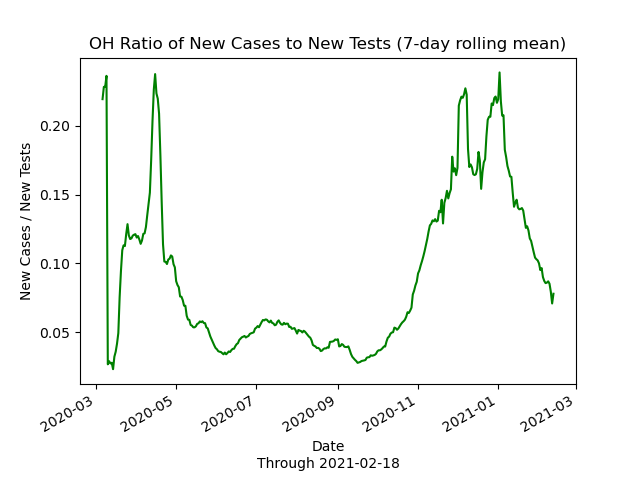 OH Ratio of New Cases to New Tests (7-day rolling mean)
New Cases / New Tests
0.20
0.15
0.10
0.05
2020-03
2020-05
2020-07
2020-09
2020-11
2021-01
2021-03
Date
Through 2021-02-18